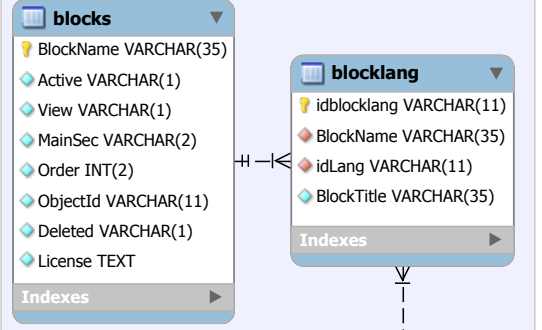 blocks
BlockName VARCHAR(35)
Active VARCHAR(1)
View VARCHAR(1)
MainSec VARCHAR(2)
Order INT(2)
ObjectId VARCHAR(11)
Deleted VARCHAR(1)
License TEXT
Indexes
blocklang
idblocklang VARCHAR(11)
BlockName VARCHAR(35)
idLang VARCHAR(11)
BlockTitle VARCHAR(35)
Indexes